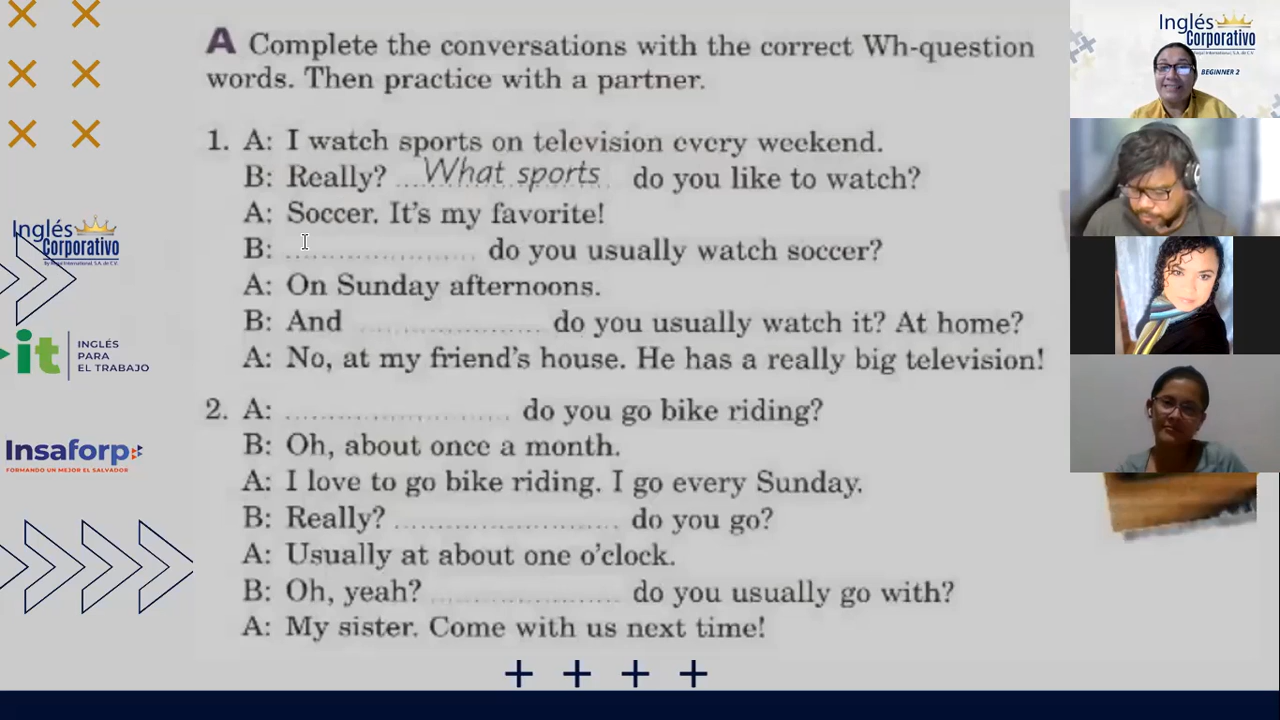 A Complete the conversations with the correct Wh-question
words. Then practice with a partner.
1. A: I watch sports on television every weekend.
B: Really? What sports do you like to watch?
A: Soccer. It's my favorite!
B: .................... do you usually watch soccer?
A: On Sunday afternoons.
B: And .................... do you usually watch it? At home?
A: No, at my friend's house. He has a really big television!
2. A: .................... do you go bike riding?
B: Oh, about once a month.
A: I love to go bike riding. I go every Sunday.
B: Really? .................... do you go?
A: Usually at about one o'clock.
B: Oh, yeah? .................... do you usually go with?
A: My sister. Come with us next time!
Inglés
Corporativo
it INGLÉS
PARA
EL TRABAJO
Insaforp
FORMANDO UN MEJOR EL SALVADOR
Inglés
Corporativo
BEGINNER 2